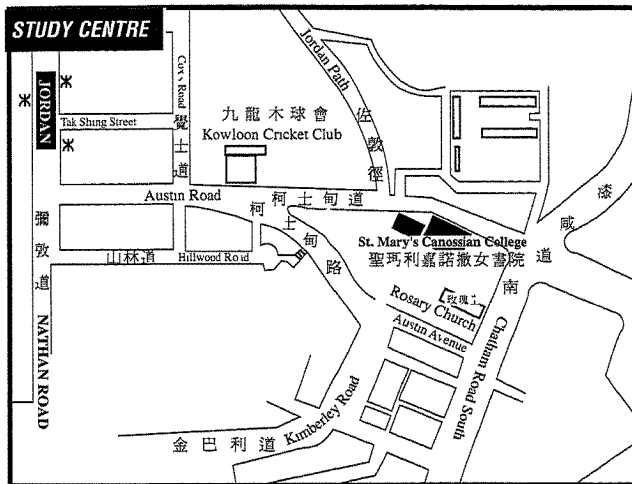 STUDY CENTRE
JORDAN
Cox's Road
覺士道
Tak Shing Street
Jordan Path
佐敦徑
九龍木球會
Kowloon Cricket Club
Austin Road
柯士甸道
柯士甸路
St. Mary's Canossian College
聖瑪利嘉諾撒女書院
漆咸道南
山林道
Hillwood Road
彌敦道
NATHAN ROAD
玫瑰
Rosary Church
Austin Avenue
Chatham Road South
Kimberley Road
金巴利道